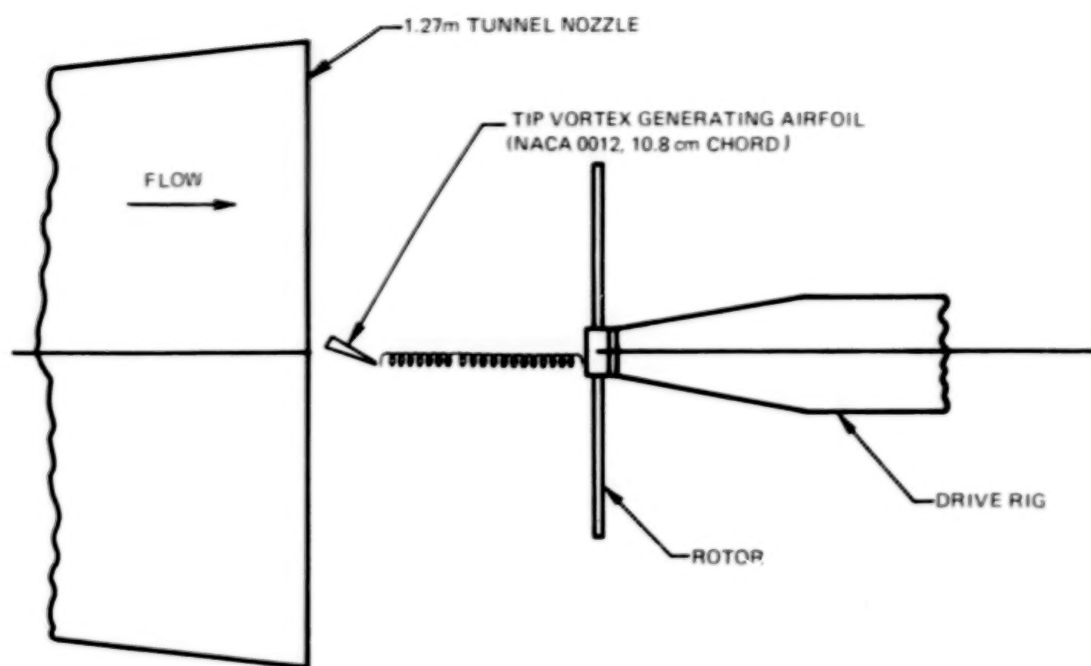 1.27m TUNNEL NOZZLE
TIP VORTEX GENERATING AIRFOIL
(NACA 0012, 10.8 cm CHORD)
FLOW
DRIVE RIG
ROTOR